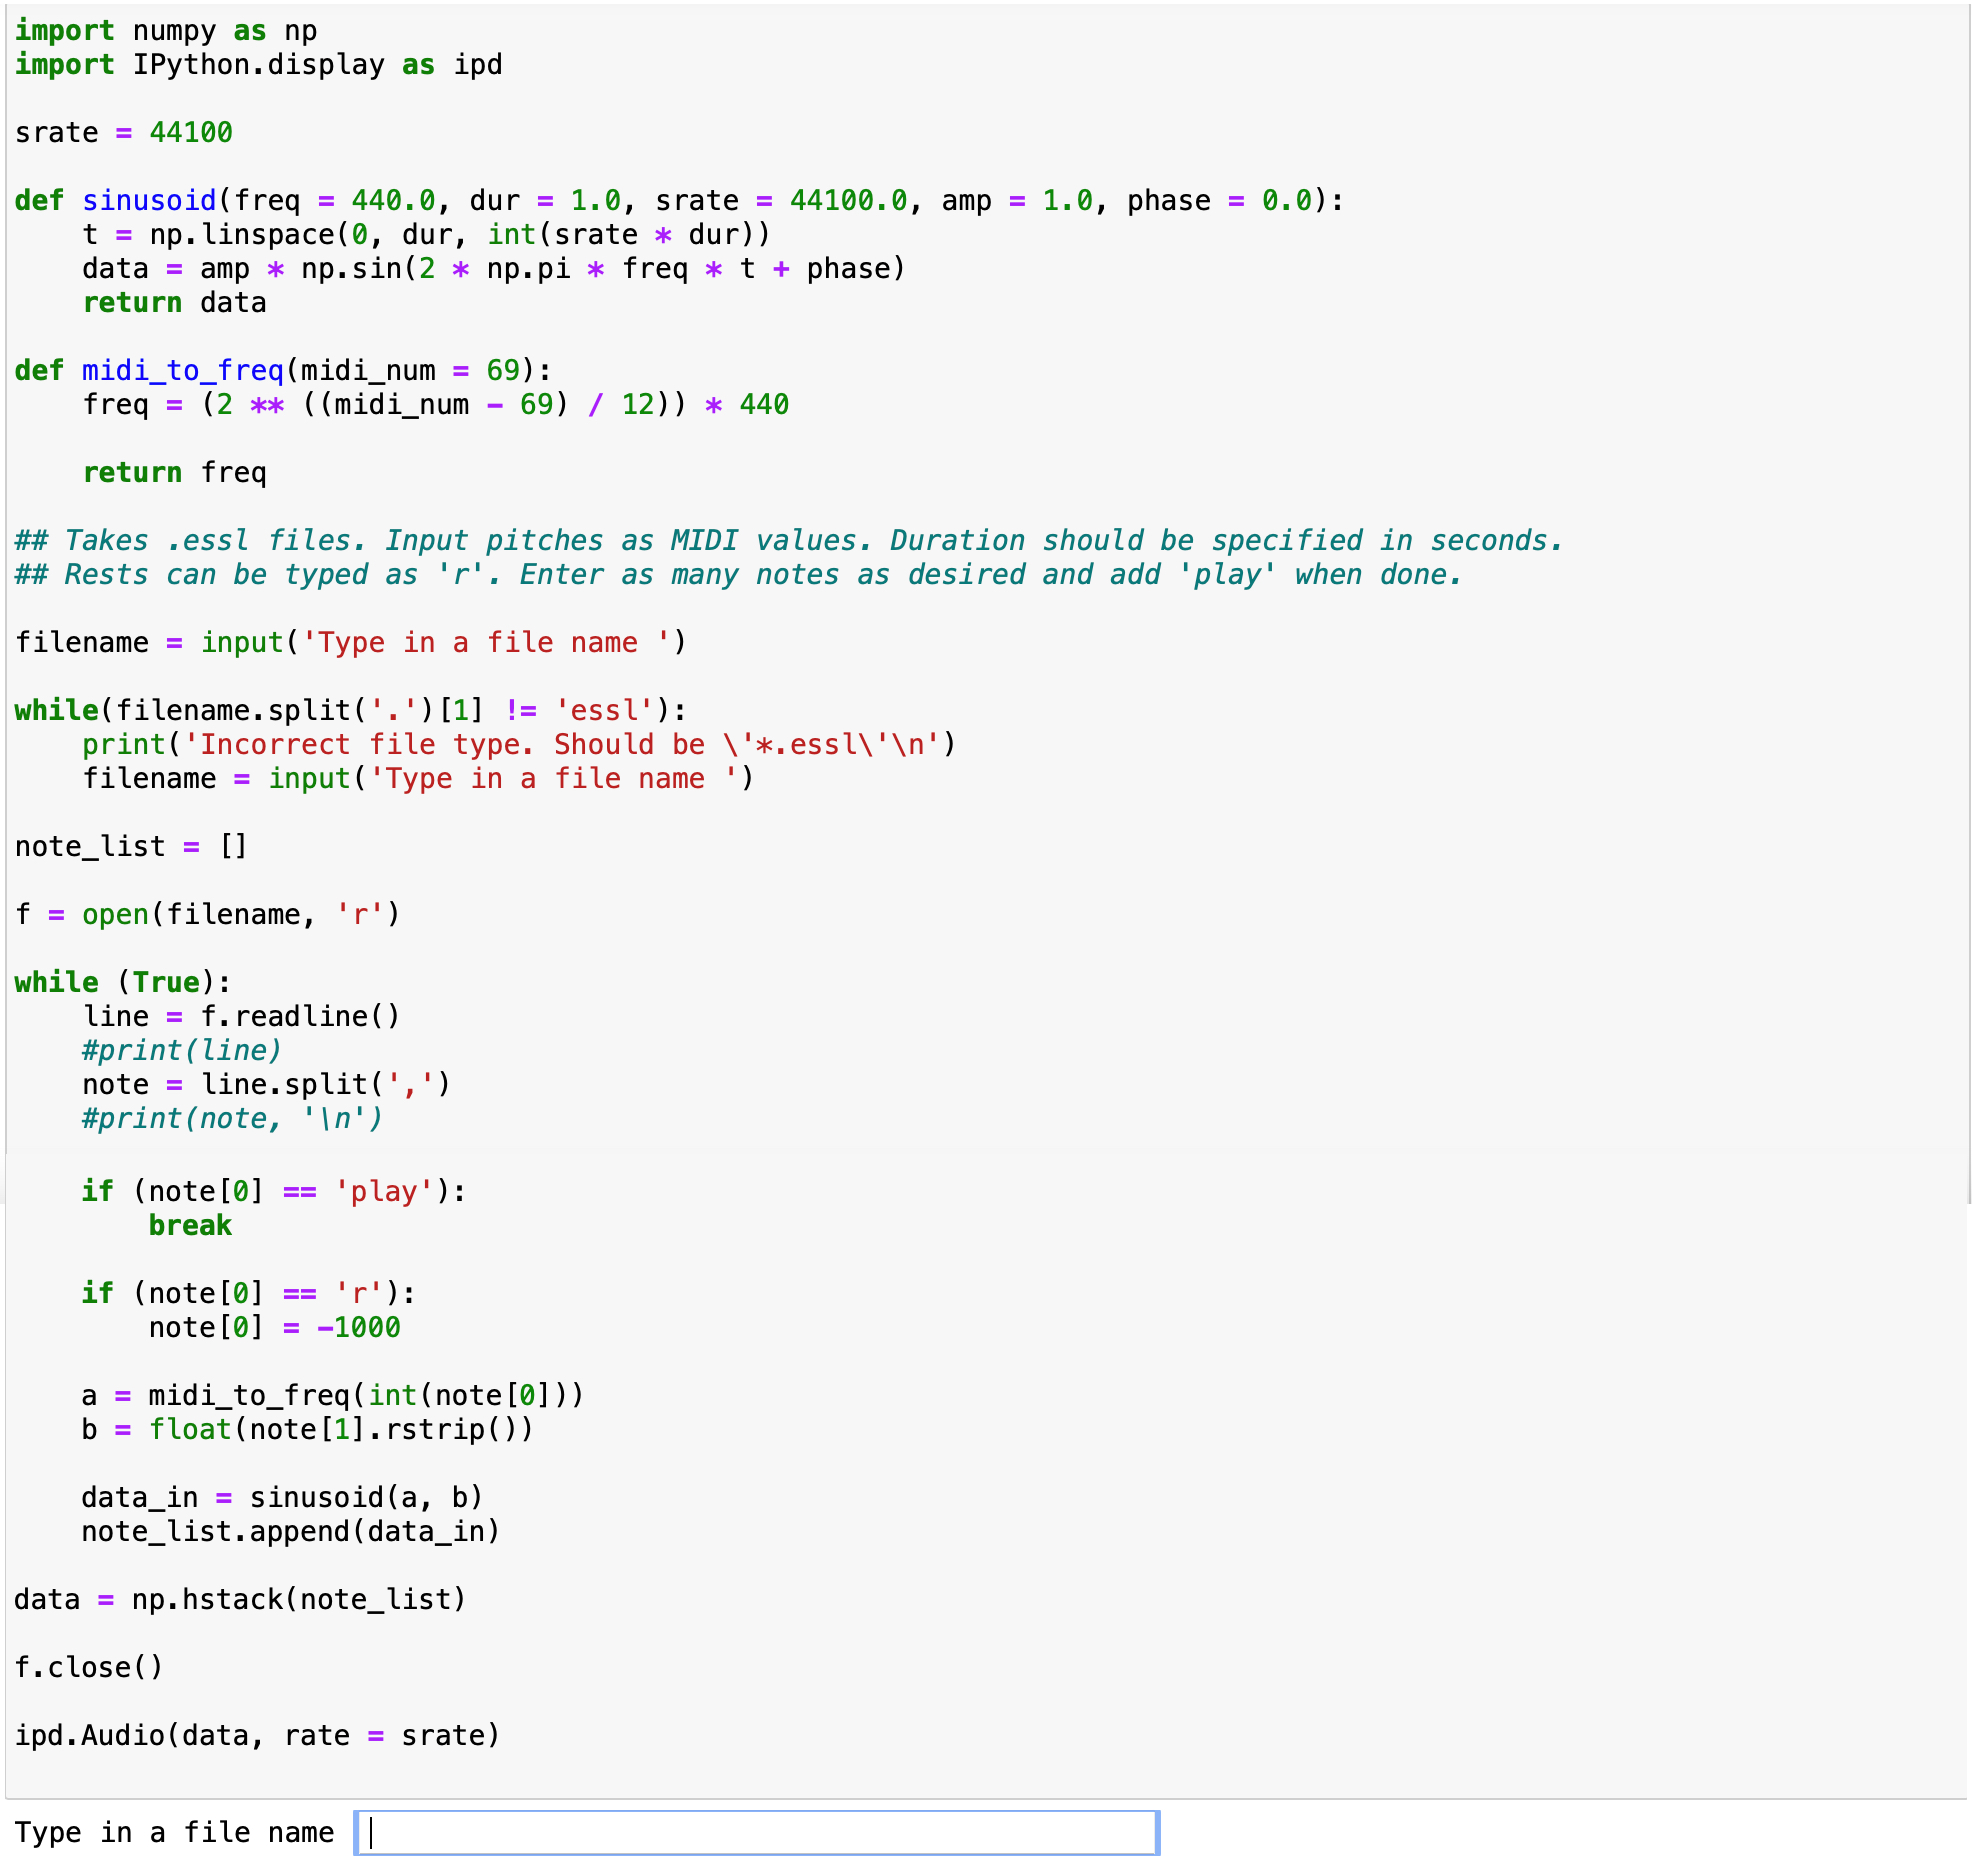 import numpy as np
import IPython.display as ipd

srate = 44100

def sinusoid(freq = 440.0, dur = 1.0, srate = 44100.0, amp = 1.0, phase = 0.0):
    t = np.linspace(0, dur, int(srate * dur))
    data = amp * np.sin(2 * np.pi * freq * t + phase)
    return data

def midi_to_freq(midi_num = 69):
    freq = (2 ** ((midi_num - 69) / 12)) * 440

    return freq

## Takes .essl files. Input pitches as MIDI values. Duration should be specified in seconds.
## Rests can be typed as 'r'. Enter as many notes as desired and add 'play' when done.

filename = input('Type in a file name ')

while(filename.split('.')[1] != 'essl'):
    print('Incorrect file type. Should be \'*.essl\'\n')
    filename = input('Type in a file name ')

note_list = []

f = open(filename, 'r')

while (True):
    line = f.readline()
    #print(line)
    note = line.split(',')
    #print(note, '\n')

    if (note[0] == 'play'):
        break

    if (note[0] == 'r'):
        note[0] = -1000

    a = midi_to_freq(int(note[0]))
    b = float(note[1].rstrip())

    data_in = sinusoid(a, b)
    note_list.append(data_in)

data = np.hstack(note_list)

f.close()

ipd.Audio(data, rate = srate)

Type in a file name